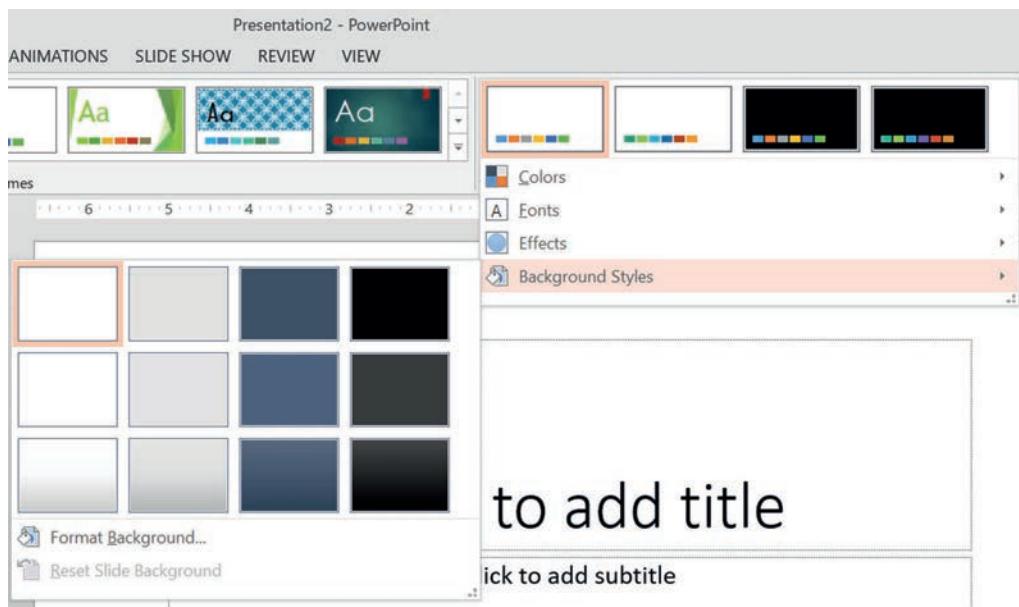 Presentation2 - PowerPoint
ANIMATIONS SLIDE SHOW REVIEW VIEW
Aa Aa Aa
mes
6 5 4 3 2
Colors
A Fonts
Effects
Background Styles
to add title
Format Background...
Reset Slide Background
ick to add subtitle